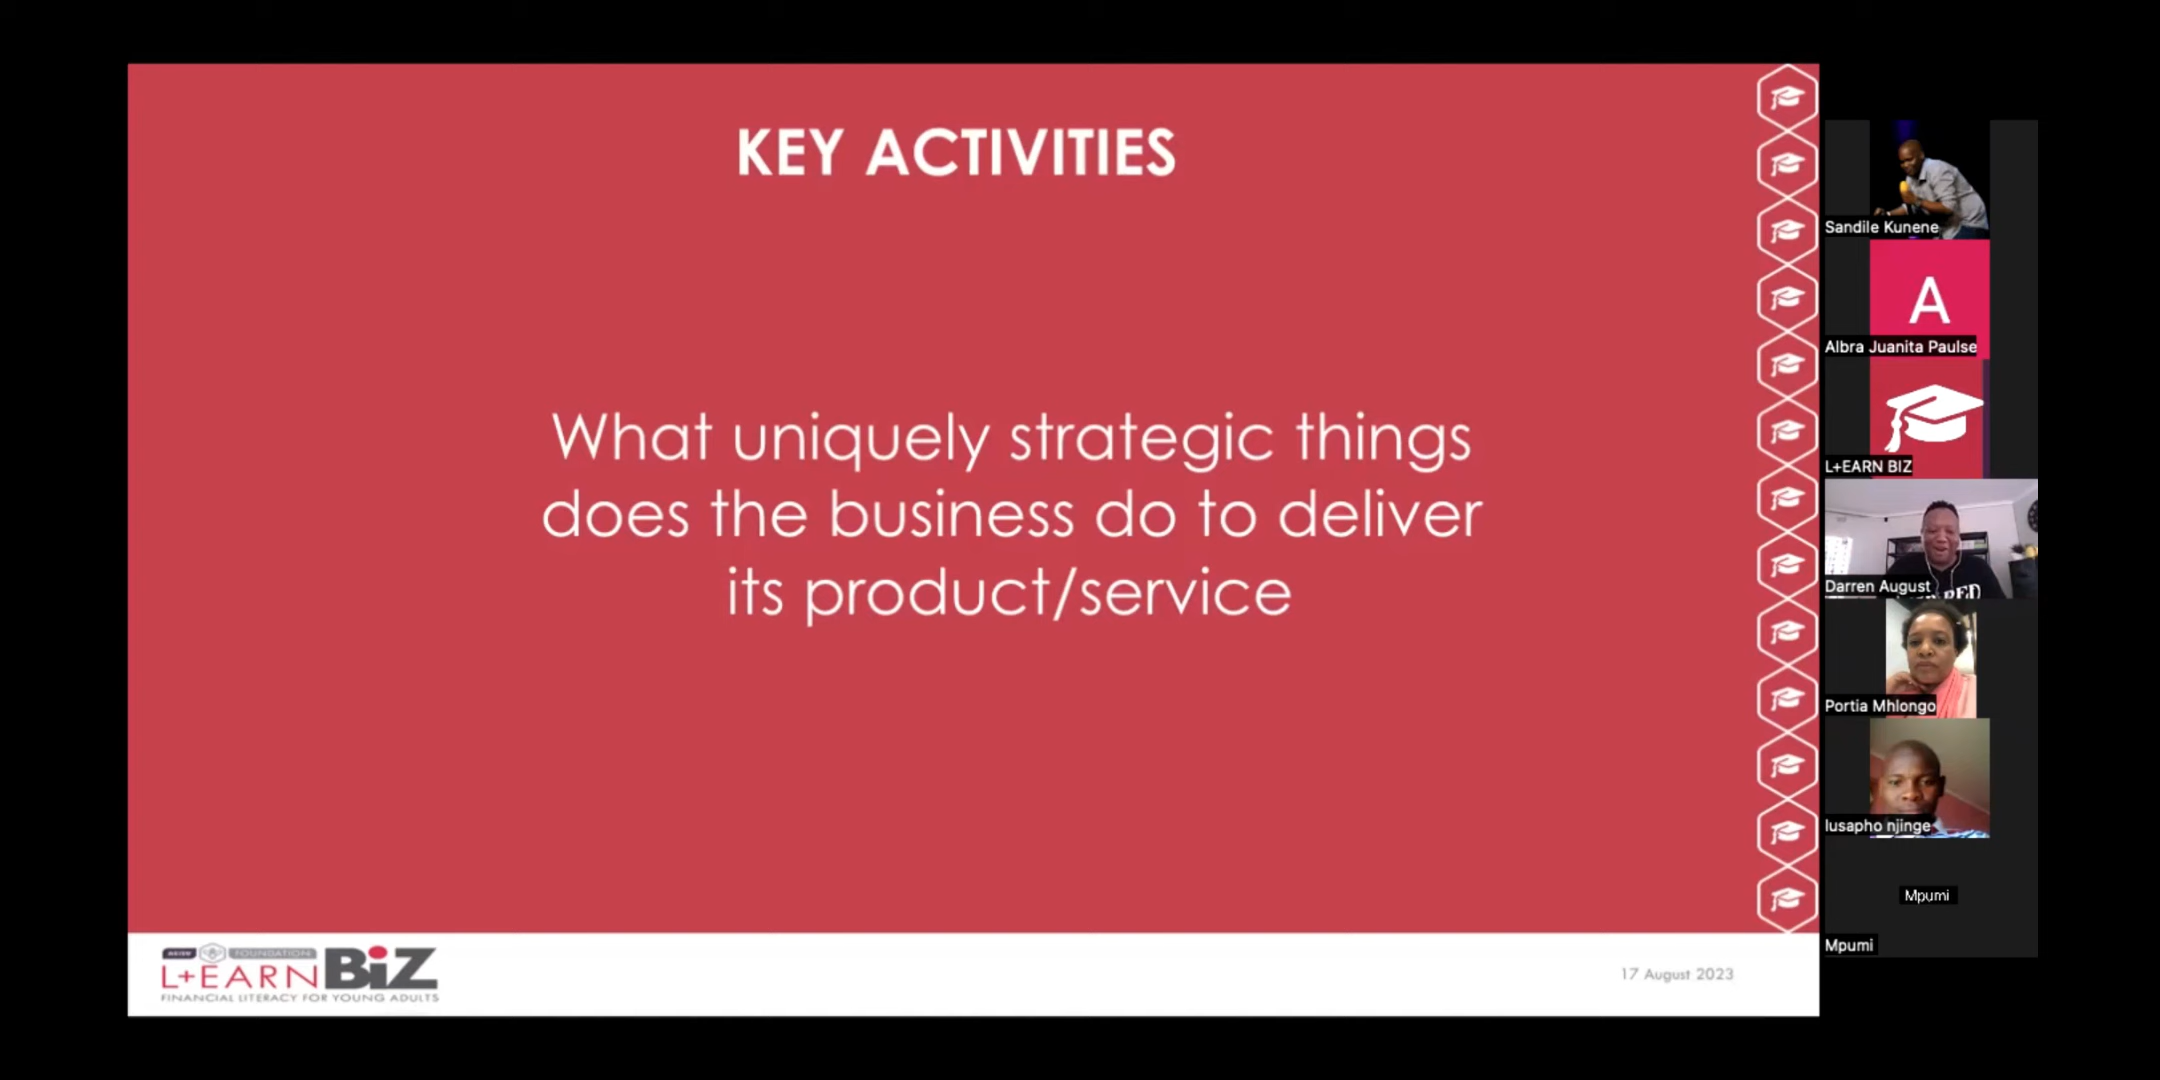 KEY ACTIVITIES
What uniquely strategic things
does the business do to deliver
its product/service
FOUNDATION
L+EARN BiZ
FINANCIAL LITERACY FOR YOUNG ADULTS
17 August 2023
Sandile Kunene
A
Albra Juanita Paulse
L+EARN BIZ
Darren August
Portia Mhlongo
lusapho njinge
Mpumi
Mpumi